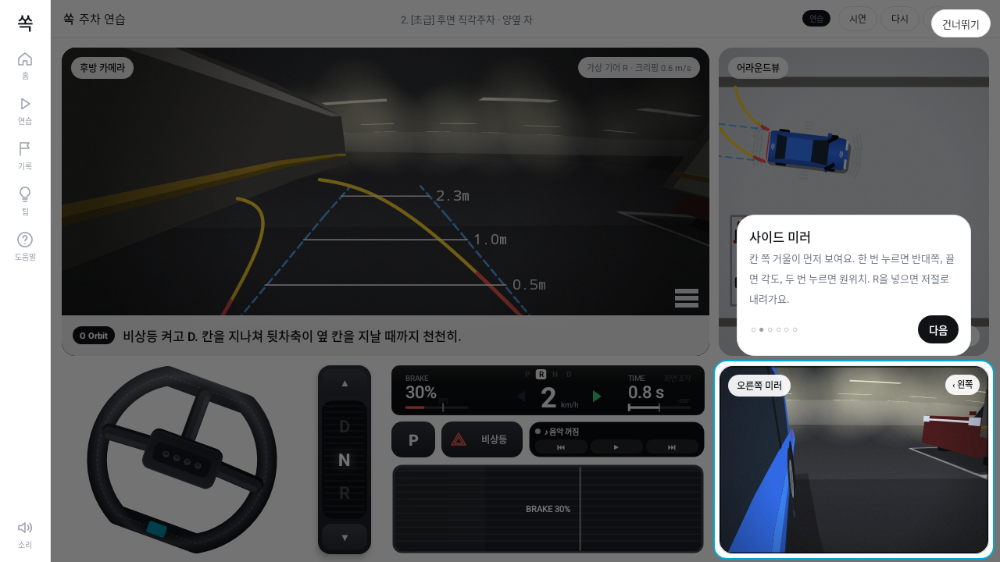 쏙
홈
연습
기록
팁
도움말
소리
쏙 주차 연습
2. [초급] 후면 직각주차 · 양옆 차
연습
시연
다시
건너뛰기
후방 카메라
가상 기어 R · 크리핑 0.6 m/s
2.3m
1.0m
0.5m
O Orbit
비상등 켜고 D. 칸을 지나쳐 뒷차축이 옆 칸을 지날 때까지 천천히.
어라운드뷰
사이드 미러
칸 쪽 거울이 먼저 보여요. 한 번 누르면 반대쪽, 끌
면 각도, 두 번 누르면 원위치. R을 넣으면 저절로
내려가요.
다음
D
N
R
BRAKE
30%
P R N D
2 km/h
TIME
0.8 s
P
비상등
♪ 음악 꺼짐
BRAKE 30%
오른쪽 미러
‹ 왼쪽